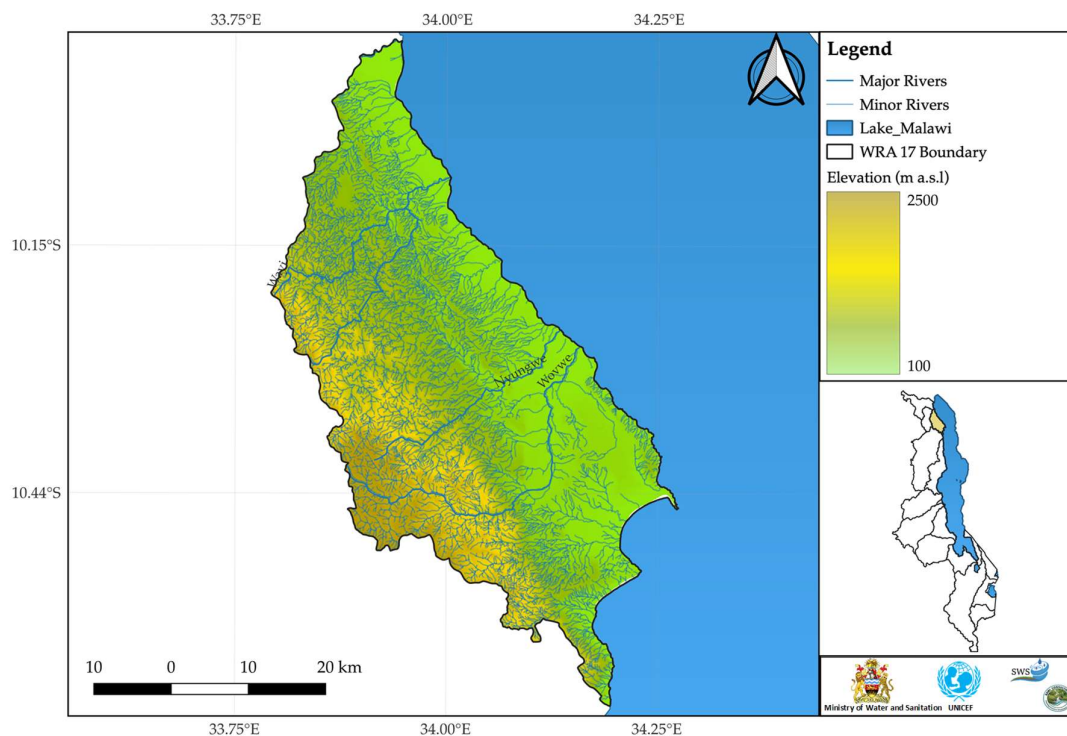 33.75°E
34.00°E
34.25°E
Legend
Major Rivers
Minor Rivers
Lake_Malawi
WRA 17 Boundary
Elevation (m a.s.l)
2500
100
10.15°S
Wayi
Nyungwe
Wovwe
10.44°S
10 0 10 20 km
33.75°E
34.00°E
34.25°E
SWS
Ministry of Water and Sanitation UNICEF